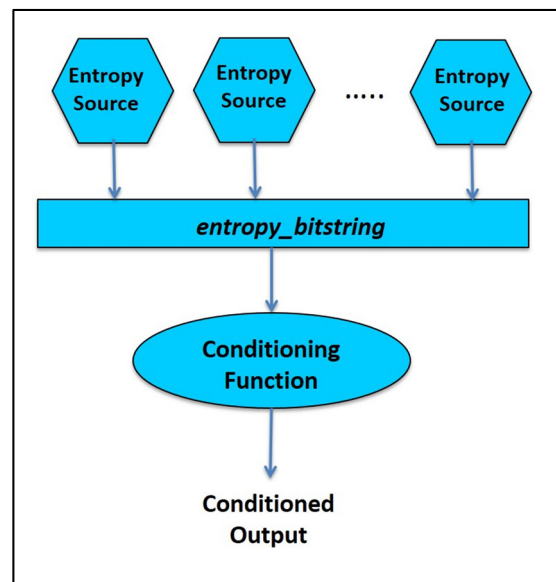 Entropy
Source
Entropy
Source
.....
Entropy
Source
entropy_bitstring
Conditioning
Function
Conditioned
Output